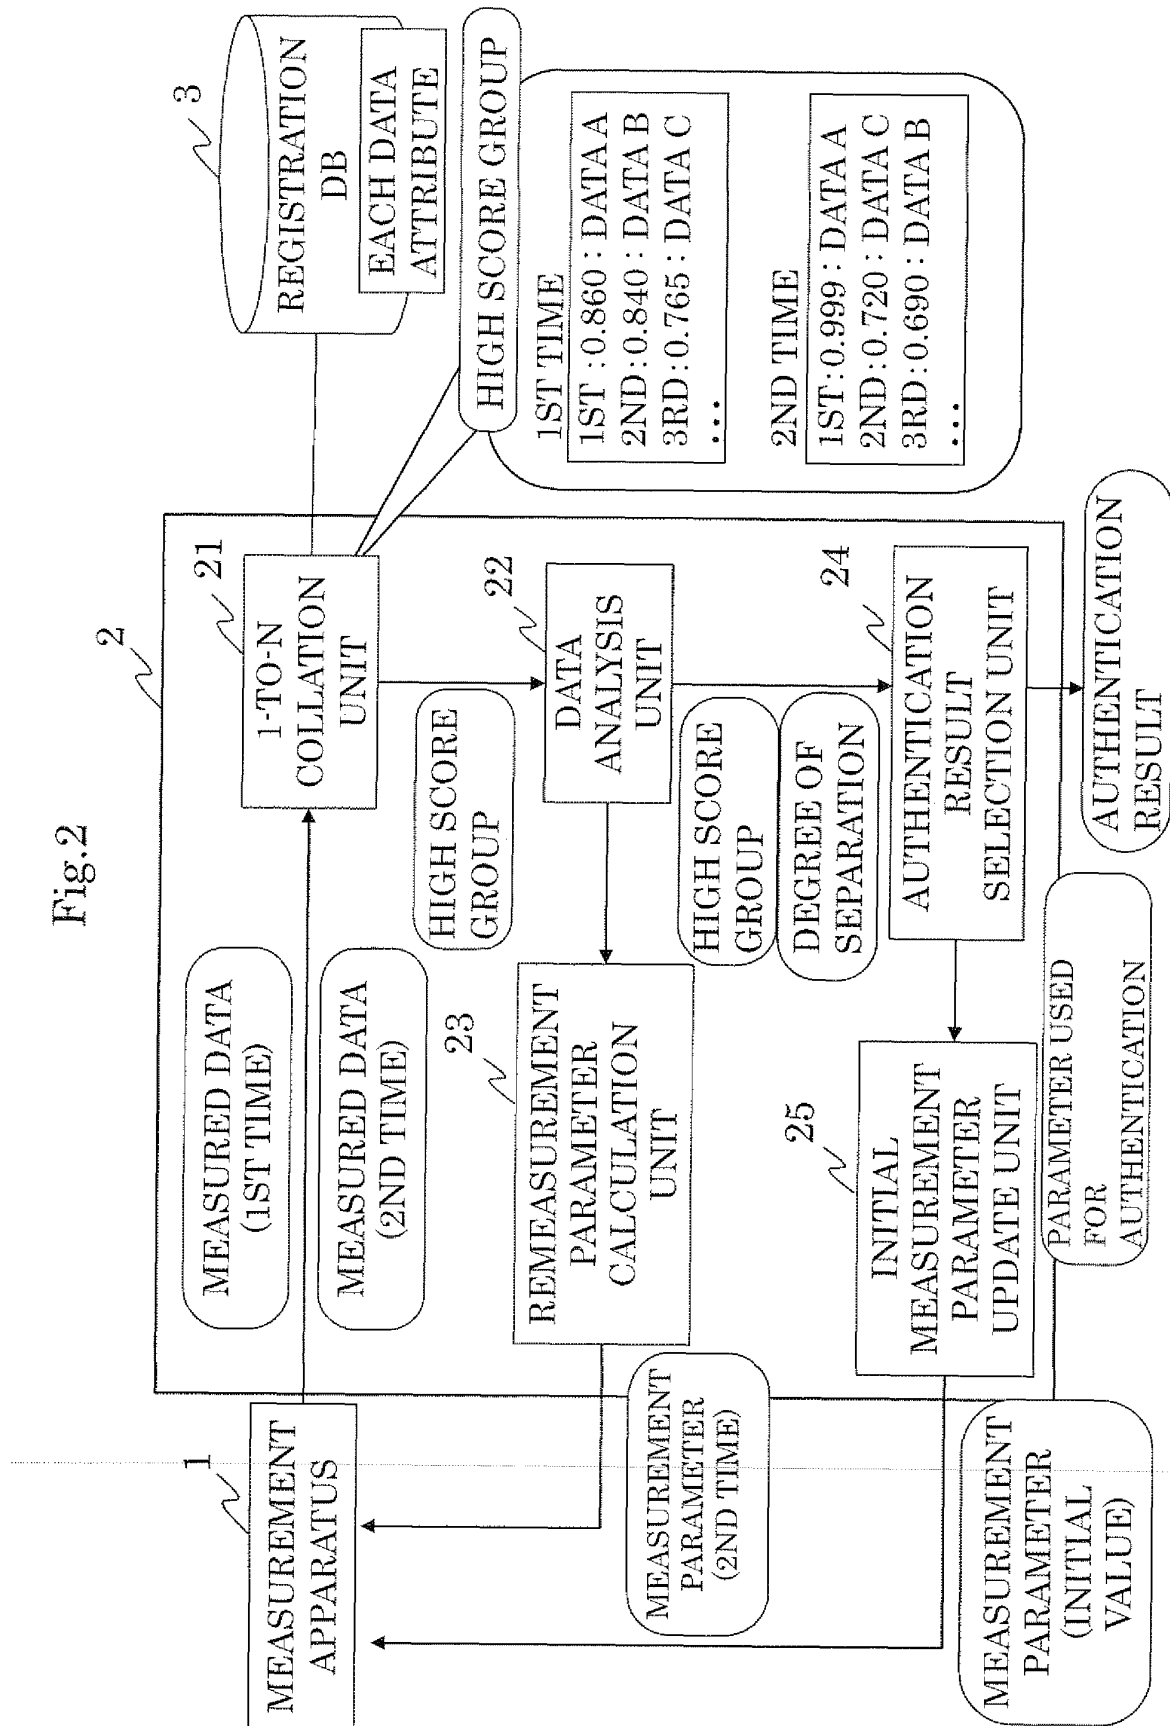 Fig.2
1
MEASUREMENT
APPARATUS
MEASURED DATA
(1ST TIME)
MEASURED DATA
(2ND TIME)
2
21
1-TO-N
COLLATION
UNIT
3
REGISTRATION
DB
EACH DATA
ATTRIBUTE
HIGH SCORE GROUP
1ST TIME
1ST :0.860 : DATA A
2ND:0.840 : DATA B
3RD:0.765 : DATA C
...
2ND TIME
1ST:0.999 : DATA A
2ND:0.720 : DATA C
3RD:0.690 : DATA B
...
HIGH SCORE
GROUP
22
DATA
ANALYSIS
UNIT
23
REMEASUREMENT
PARAMETER
CALCULATION
UNIT
MEASUREMENT
PARAMETER
(2ND TIME)
HIGH SCORE
GROUP
DEGREE OF
SEPARATION
24
AUTHENTICATION
RESULT
SELECTION UNIT
25
INITIAL
MEASUREMENT
PARAMETER
UPDATE UNIT
PARAMETER USED
FOR
AUTHENTICATION
AUTHENTICATION
RESULT
MEASUREMENT
PARAMETER
(INITIAL
VALUE)